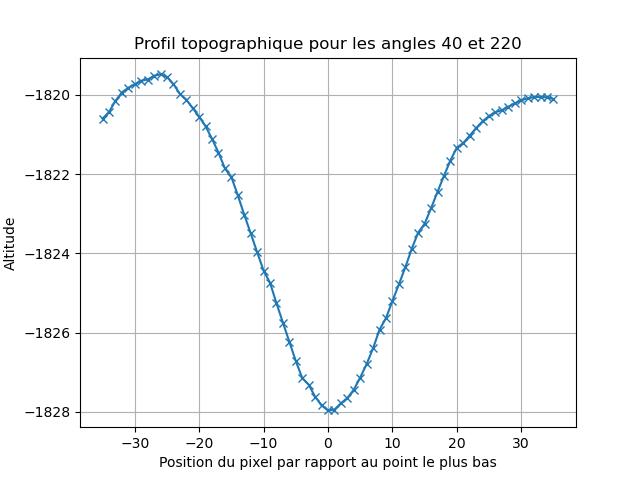 Profil topographique pour les angles 40 et 220
Altitude
−1820
−1822
−1824
−1826
−1828
−30 −20 −10 0 10 20 30
Position du pixel par rapport au point le plus bas